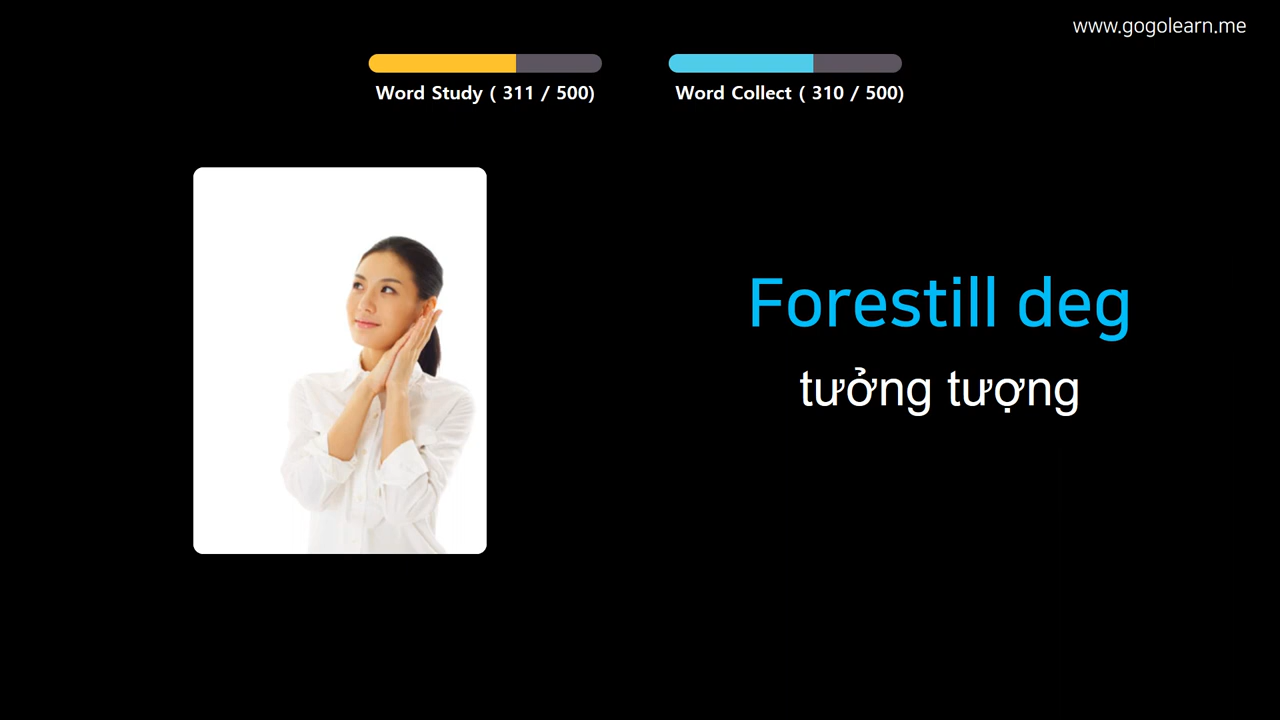 www.gogolearn.me
Word Study ( 311 / 500)
Word Collect ( 310 / 500)
Forestill deg
tưởng tượng